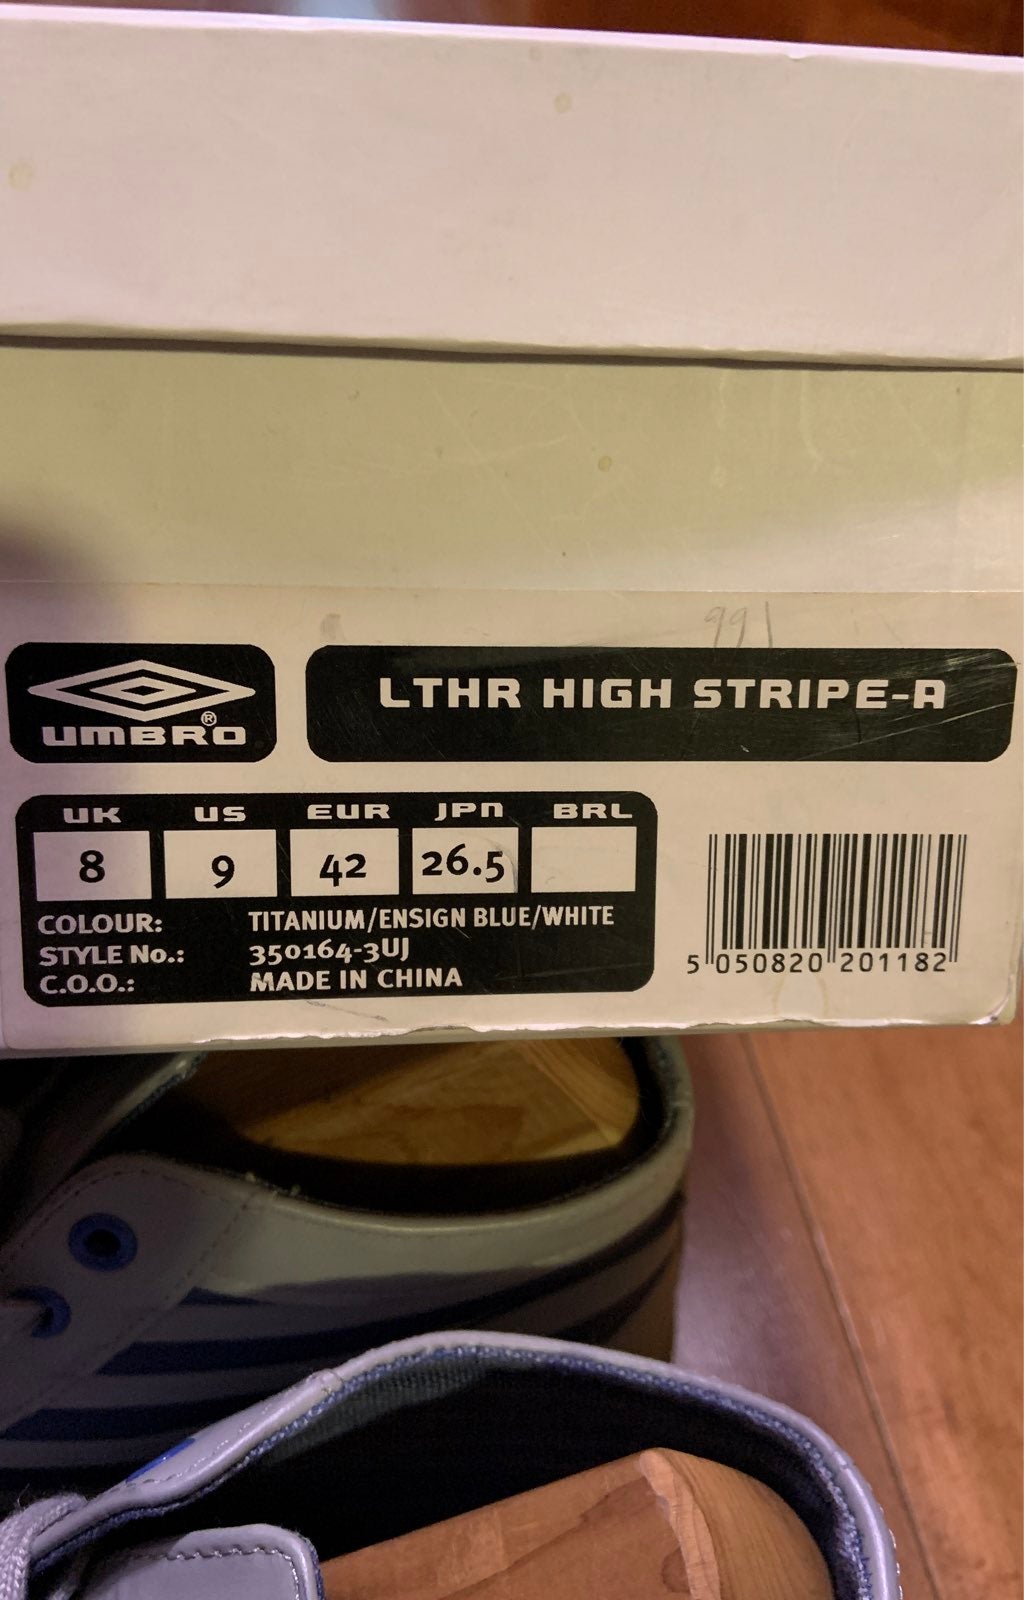 991
UMBRO®
LTHR HIGH STRIPE-A
UK US EUR JPN BRL
8 9 42 26.5
COLOUR: TITANIUM/ENSIGN BLUE/WHITE
STYLE No.: 350164-3UJ
C.O.O.: MADE IN CHINA
5 050820 201182